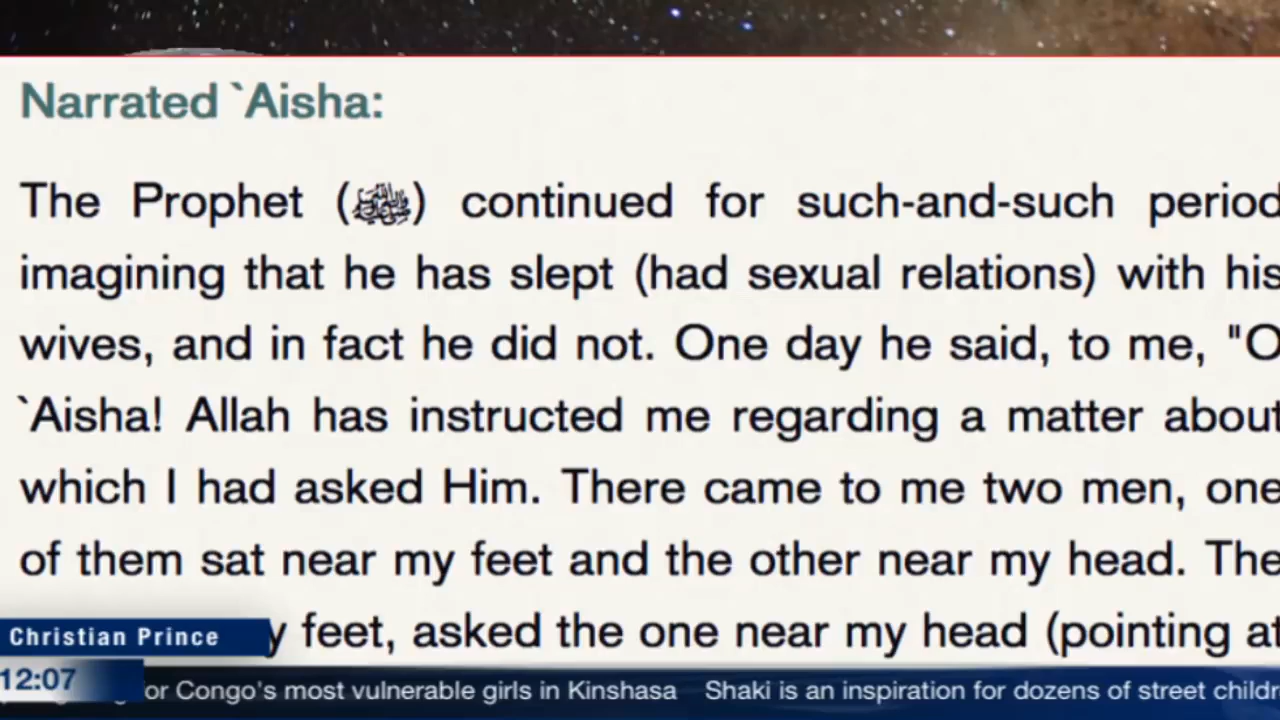 Narrated `Aisha:
The Prophet (ﷺ) continued for such-and-such period
imagining that he has slept (had sexual relations) with his
wives, and in fact he did not. One day he said, to me, "O
`Aisha! Allah has instructed me regarding a matter about
which I had asked Him. There came to me two men, one
of them sat near my feet and the other near my head. The
y feet, asked the one near my head (pointing at
Christian Prince
12:07
or Congo's most vulnerable girls in Kinshasa Shaki is an inspiration for dozens of street childr